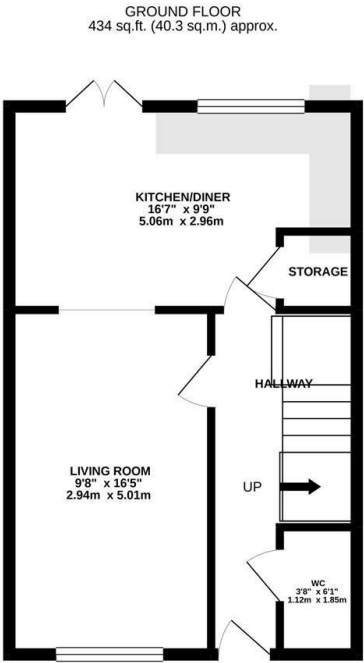 GROUND FLOOR
434 sq.ft. (40.3 sq.m.) approx.
KITCHEN/DINER
16'7" x 9'9"
5.06m x 2.96m
STORAGE
HALLWAY
LIVING ROOM
9'8" x 16'5"
2.94m x 5.01m
UP
WC
3'8" x 6'1"
1.12m x 1.85m